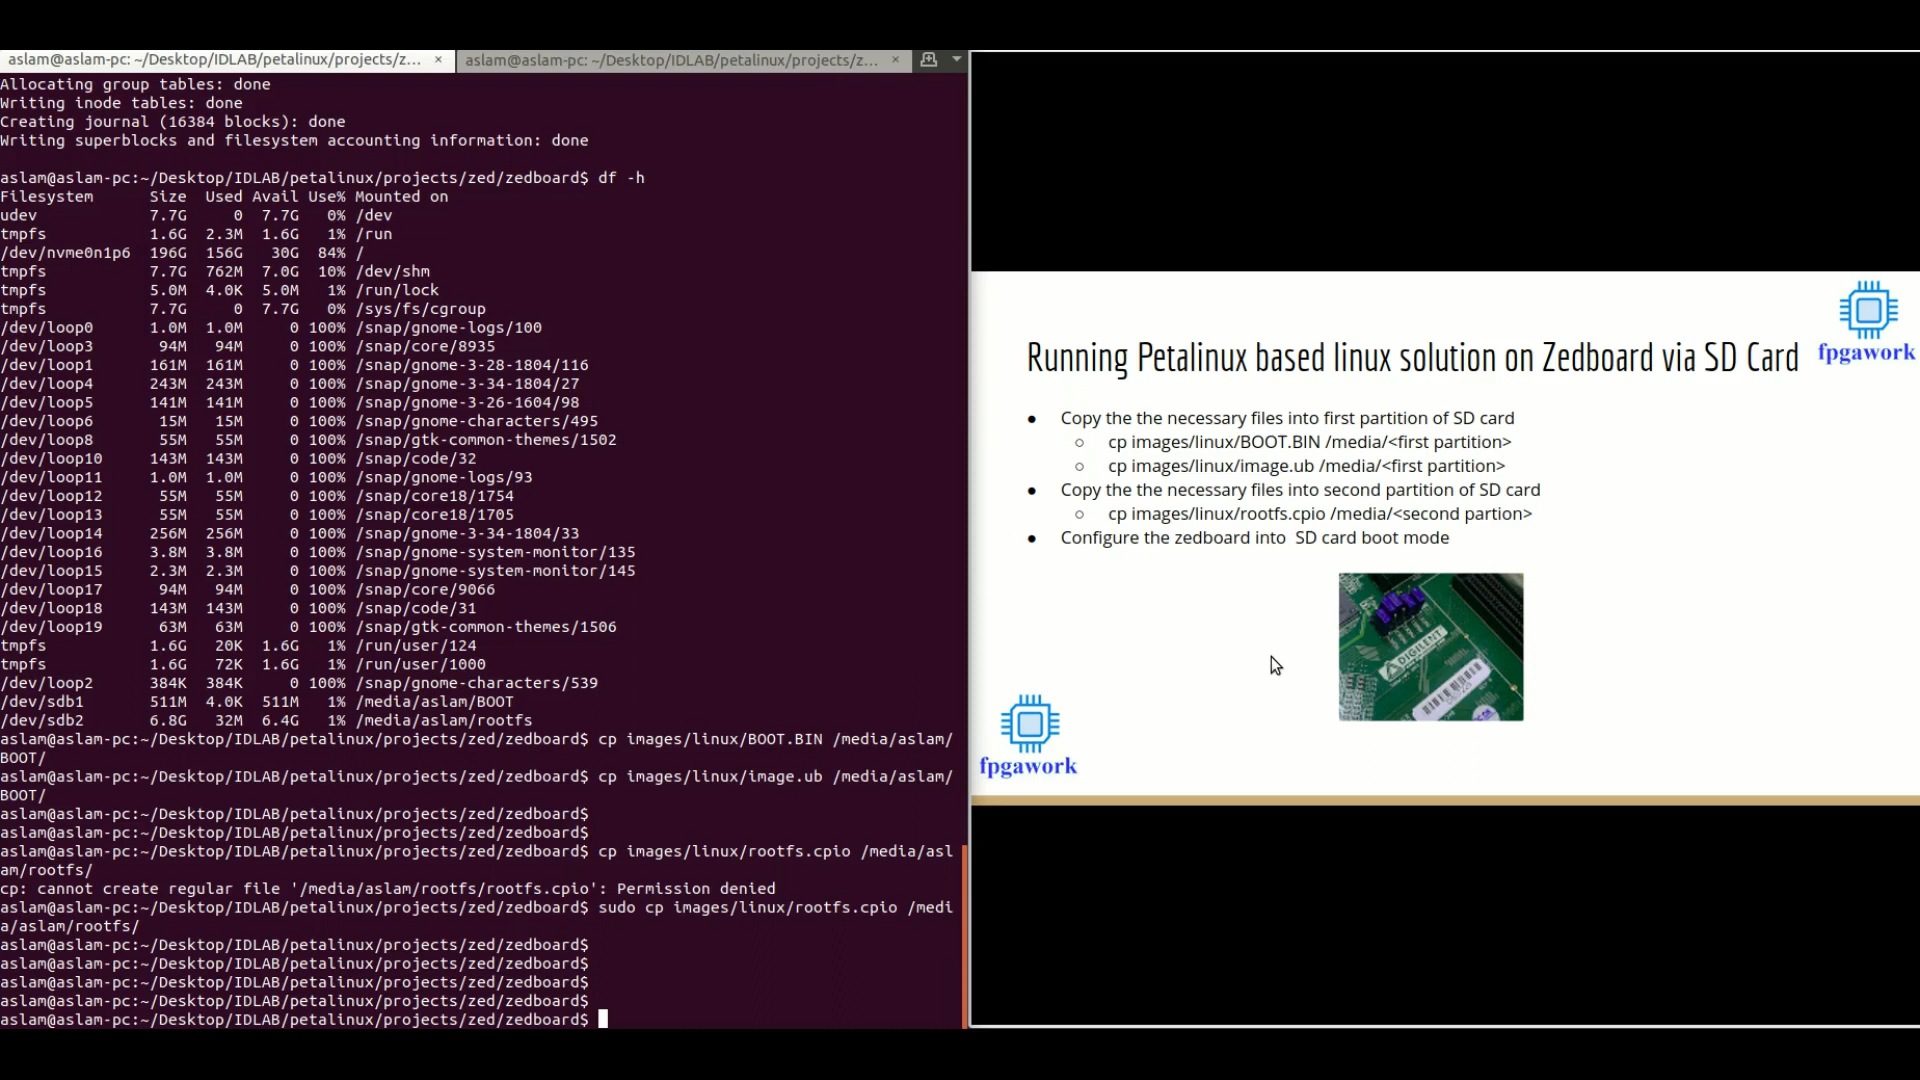 aslam@aslam-pc: ~/Desktop/IDLAB/petalinux/projects/z... ×
aslam@aslam-pc: ~/Desktop/IDLAB/petalinux/projects/z... ×
Allocating group tables: done
Writing inode tables: done
Creating journal (16384 blocks): done
Writing superblocks and filesystem accounting information: done
aslam@aslam-pc:~/Desktop/IDLAB/petalinux/projects/zed/zedboard$ df -h
Filesystem      Size  Used Avail Use% Mounted on
udev            7.7G     0  7.7G   0% /dev
tmpfs           1.6G  2.3M  1.6G   1% /run
/dev/nvme0n1p6  196G  156G   30G  84% /
tmpfs           7.7G  762M  7.0G  10% /dev/shm
tmpfs           5.0M  4.0K  5.0M   1% /run/lock
tmpfs           7.7G     0  7.7G   0% /sys/fs/cgroup
/dev/loop0      1.0M  1.0M     0 100% /snap/gnome-logs/100
/dev/loop3       94M   94M     0 100% /snap/core/8935
/dev/loop1      161M  161M     0 100% /snap/gnome-3-28-1804/116
/dev/loop4      243M  243M     0 100% /snap/gnome-3-34-1804/27
/dev/loop5      141M  141M     0 100% /snap/gnome-3-26-1604/98
/dev/loop6       15M   15M     0 100% /snap/gnome-characters/495
/dev/loop8       55M   55M     0 100% /snap/gtk-common-themes/1502
/dev/loop10     143M  143M     0 100% /snap/code/32
/dev/loop11     1.0M  1.0M     0 100% /snap/gnome-logs/93
/dev/loop12      55M   55M     0 100% /snap/core18/1754
/dev/loop13      55M   55M     0 100% /snap/core18/1705
/dev/loop14     256M  256M     0 100% /snap/gnome-3-34-1804/33
/dev/loop16     3.8M  3.8M     0 100% /snap/gnome-system-monitor/135
/dev/loop15     2.3M  2.3M     0 100% /snap/gnome-system-monitor/145
/dev/loop17      94M   94M     0 100% /snap/core/9066
/dev/loop18     143M  143M     0 100% /snap/code/31
/dev/loop19      63M   63M     0 100% /snap/gtk-common-themes/1506
tmpfs           1.6G   20K  1.6G   1% /run/user/124
tmpfs           1.6G   72K  1.6G   1% /run/user/1000
/dev/loop2      384K  384K     0 100% /snap/gnome-characters/539
/dev/sdb1       511M  4.0K  511M   1% /media/aslam/BOOT
/dev/sdb2       6.8G   32M  6.4G   1% /media/aslam/rootfs
aslam@aslam-pc:~/Desktop/IDLAB/petalinux/projects/zed/zedboard$ cp images/linux/BOOT.BIN /media/aslam/
BOOT/
aslam@aslam-pc:~/Desktop/IDLAB/petalinux/projects/zed/zedboard$ cp images/linux/image.ub /media/aslam/
BOOT/
aslam@aslam-pc:~/Desktop/IDLAB/petalinux/projects/zed/zedboard$
aslam@aslam-pc:~/Desktop/IDLAB/petalinux/projects/zed/zedboard$
aslam@aslam-pc:~/Desktop/IDLAB/petalinux/projects/zed/zedboard$ cp images/linux/rootfs.cpio /media/asl
am/rootfs/
cp: cannot create regular file '/media/aslam/rootfs/rootfs.cpio': Permission denied
aslam@aslam-pc:~/Desktop/IDLAB/petalinux/projects/zed/zedboard$ sudo cp images/linux/rootfs.cpio /medi
a/aslam/rootfs/
aslam@aslam-pc:~/Desktop/IDLAB/petalinux/projects/zed/zedboard$
aslam@aslam-pc:~/Desktop/IDLAB/petalinux/projects/zed/zedboard$
aslam@aslam-pc:~/Desktop/IDLAB/petalinux/projects/zed/zedboard$
aslam@aslam-pc:~/Desktop/IDLAB/petalinux/projects/zed/zedboard$
aslam@aslam-pc:~/Desktop/IDLAB/petalinux/projects/zed/zedboard$
fpgawork
Running Petalinux based linux solution on Zedboard via SD Card
● Copy the the necessary files into first partition of SD card
○ cp images/linux/BOOT.BIN /media/<first partition>
○ cp images/linux/image.ub /media/<first partition>
● Copy the the necessary files into second partition of SD card
○ cp images/linux/rootfs.cpio /media/<second partion>
● Configure the zedboard into  SD card boot mode
DIGILENT
fpgawork